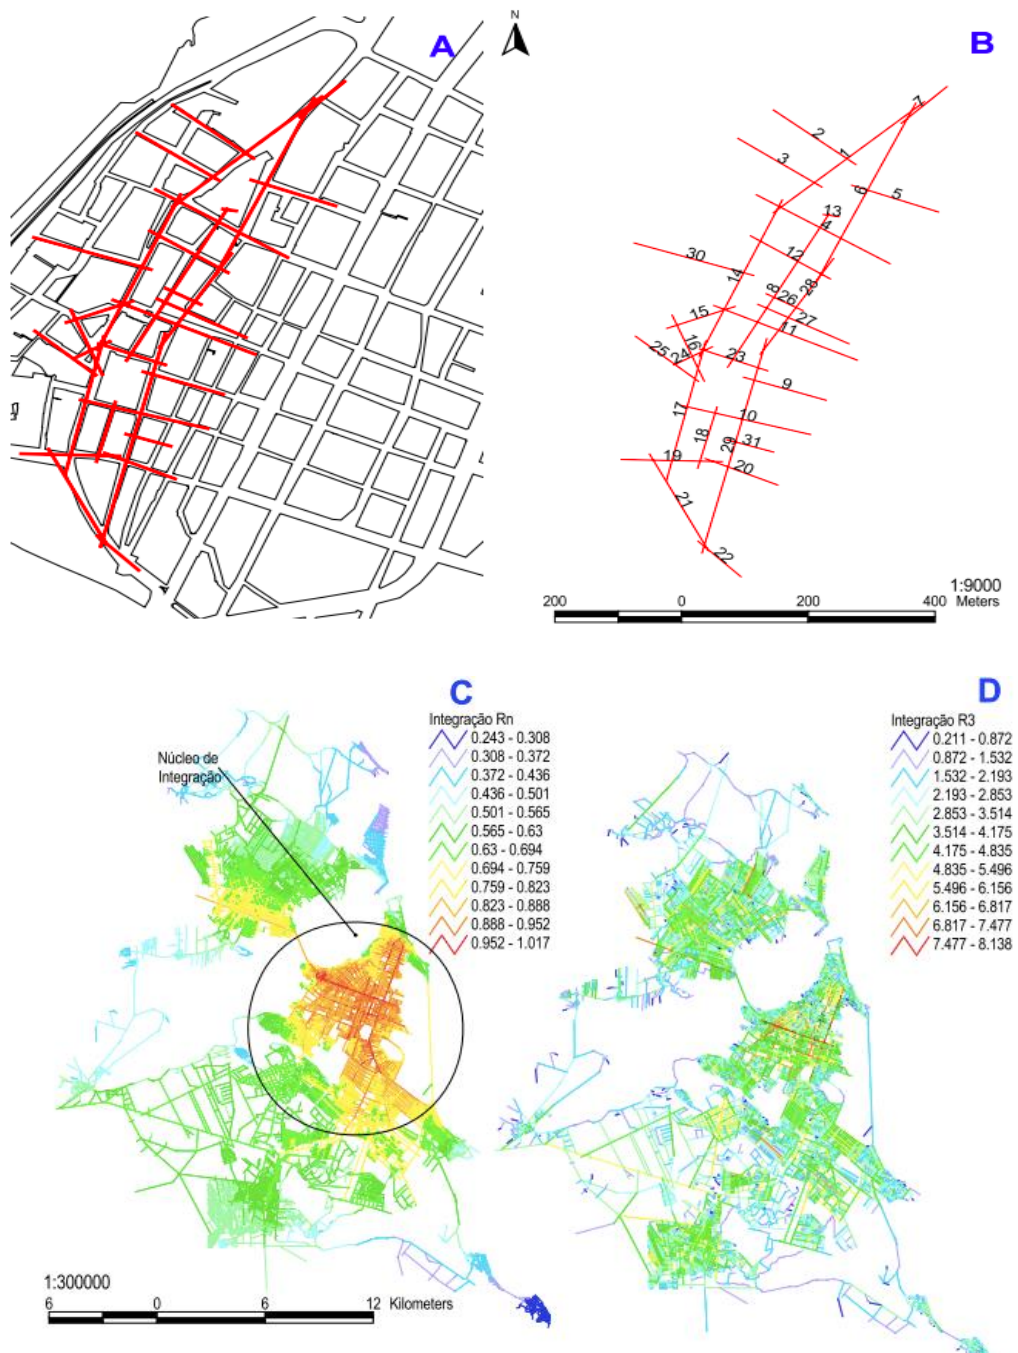 A
N
B
7
2
1
3
6
5
13
4
12
30
14
8
28
26
27
15
11
16
25
24
23
9
17
10
18
29
31
19
20
21
22
1:9000
200 0 200 400 Meters
C
Integração Rn
0.243 - 0.308
0.308 - 0.372
0.372 - 0.436
0.436 - 0.501
0.501 - 0.565
0.565 - 0.63
0.63 - 0.694
0.694 - 0.759
0.759 - 0.823
0.823 - 0.888
0.888 - 0.952
0.952 - 1.017
Núcleo de
Integração
D
Integração R3
0.211 - 0.872
0.872 - 1.532
1.532 - 2.193
2.193 - 2.853
2.853 - 3.514
3.514 - 4.175
4.175 - 4.835
4.835 - 5.496
5.496 - 6.156
6.156 - 6.817
6.817 - 7.477
7.477 - 8.138
1:300000
6 0 6 12 Kilometers